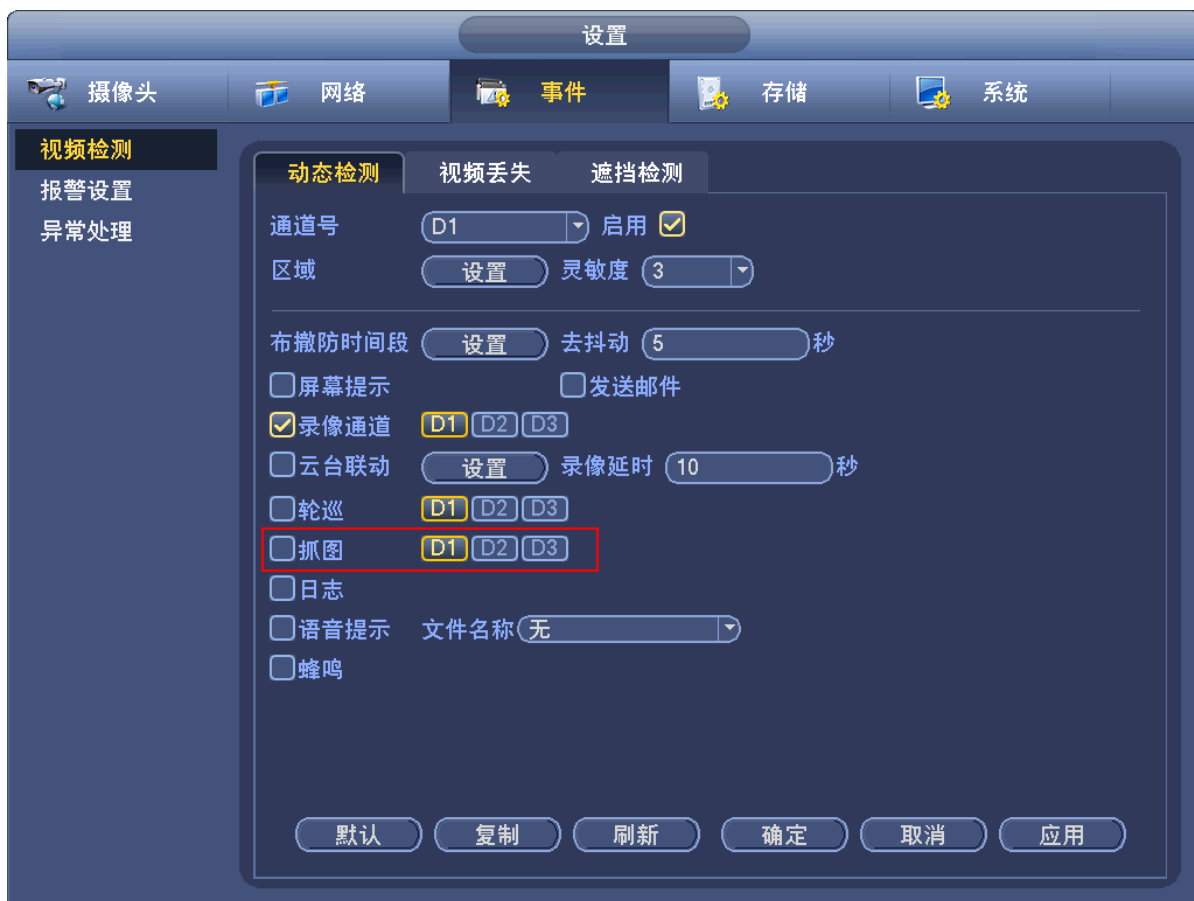 设置
摄像头 网络 事件 存储 系统
视频检测
报警设置
异常处理
动态检测 视频丢失 遮挡检测
通道号 D1 启用
区域 设置 灵敏度 3
布撤防时间段 设置 去抖动 5 秒
屏幕提示 发送邮件
录像通道 D1 D2 D3
云台联动 设置 录像延时 10 秒
轮巡 D1 D2 D3
抓图 D1 D2 D3
日志
语音提示 文件名称 无
蜂鸣
默认 复制 刷新 确定 取消 应用